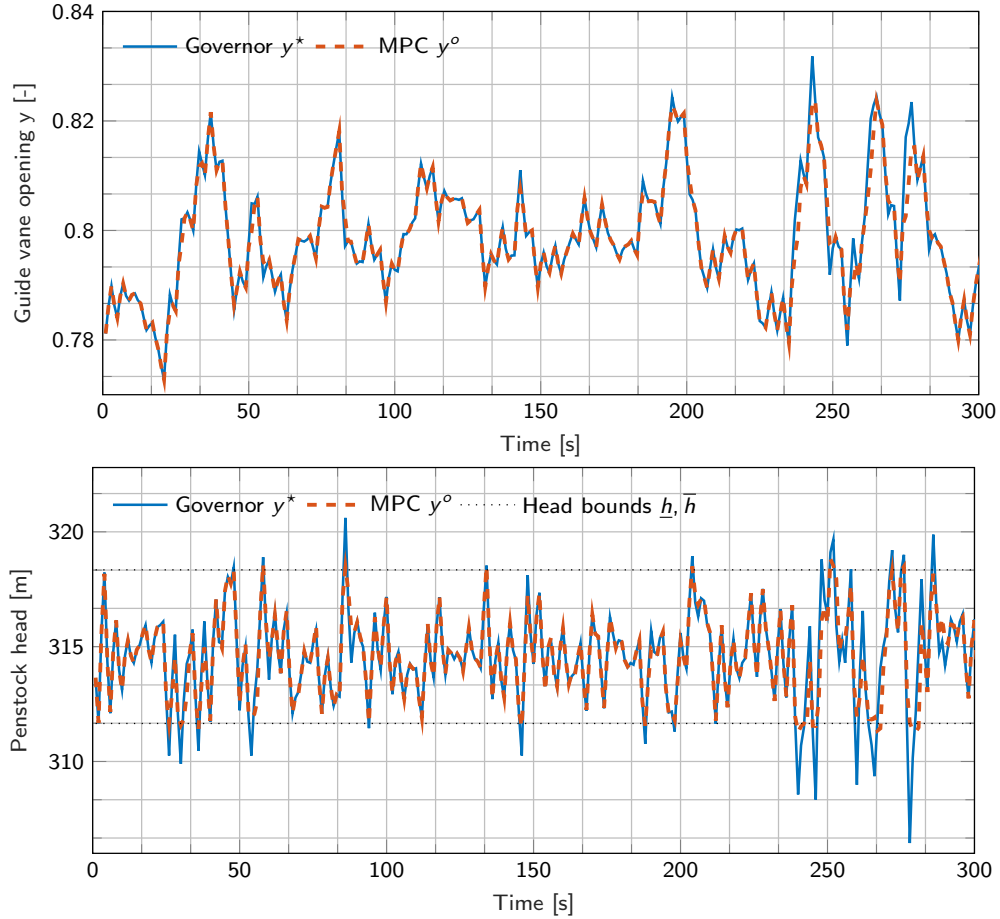 Guide vane opening y [-]
0.84
0.82
0.8
0.78
Governor y⋆ MPC yᵒ
0 50 100 150 200 250 300
Time [s]
Penstock head [m]
320
315
310
Governor y⋆ MPC yᵒ Head bounds h̲, h̅
0 50 100 150 200 250 300
Time [s]